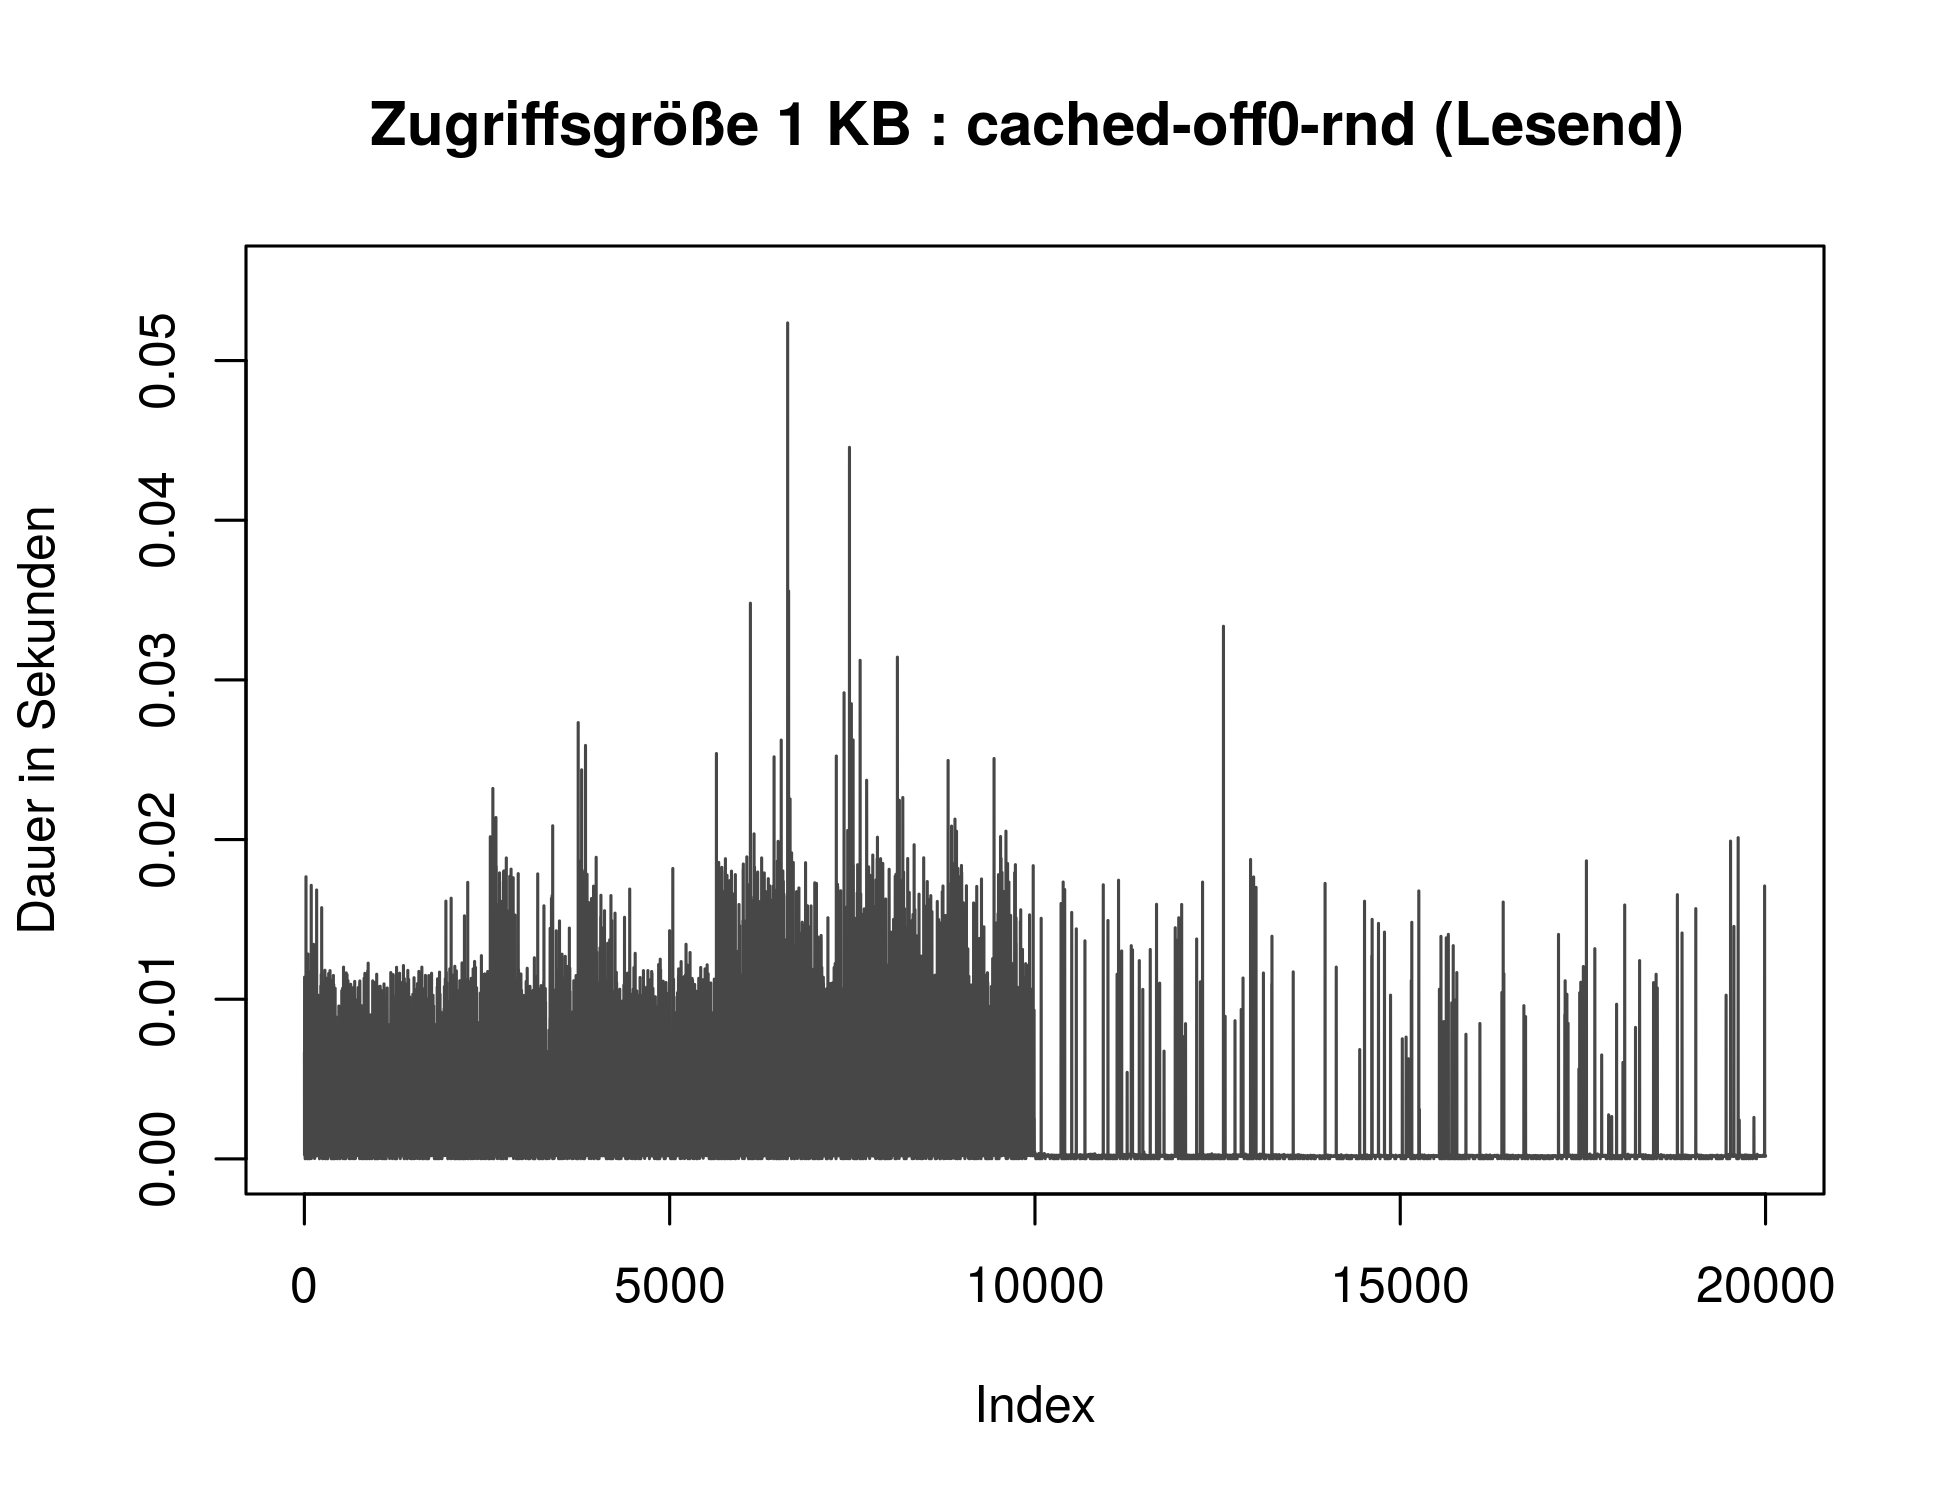 Zugriffsgröße 1 KB : cached-off0-rnd (Lesend)
Dauer in Sekunden
0.05
0.04
0.03
0.02
0.01
0.00
0 5000 10000 15000 20000
Index